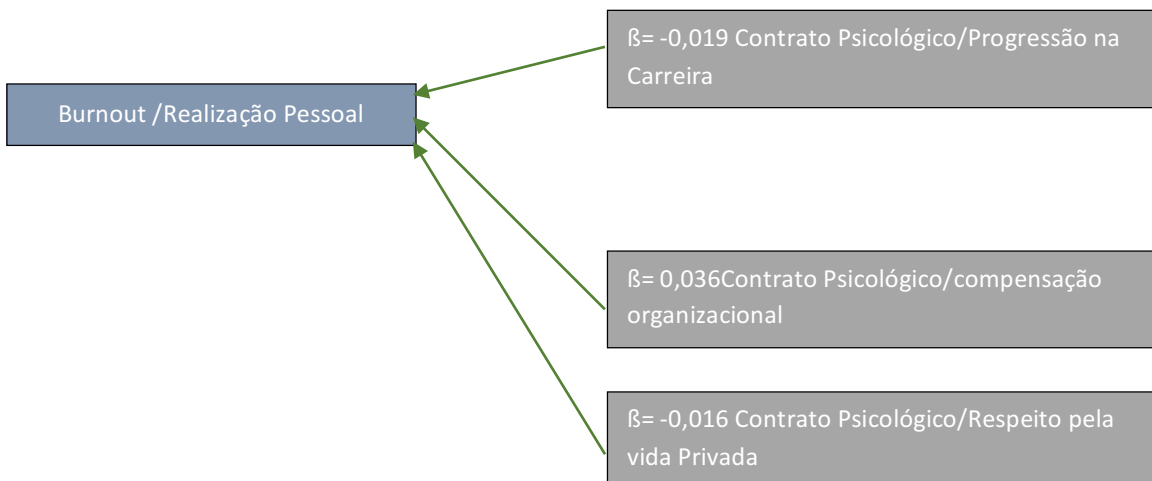 ß= -0,019 Contrato Psicológico/Progressão na
Carreira
Burnout /Realização Pessoal
ß= 0,036Contrato Psicológico/compensação
organizacional
ß= -0,016 Contrato Psicológico/Respeito pela
vida Privada